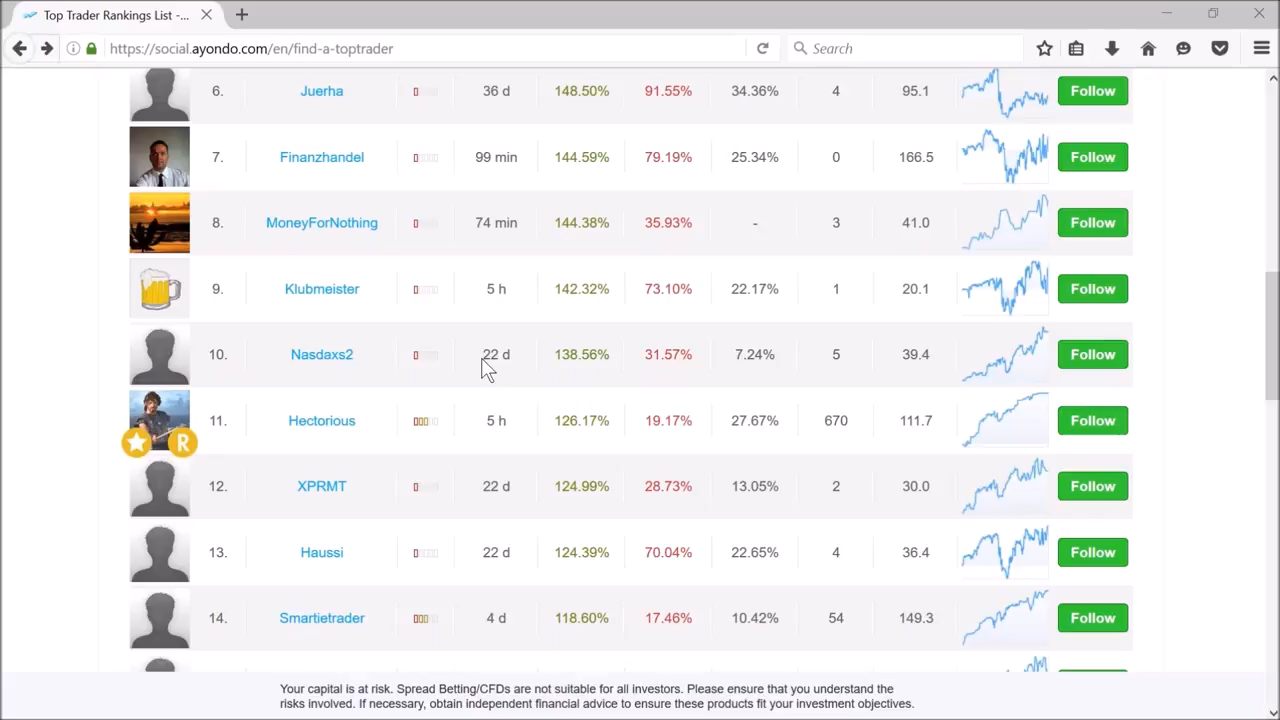 Top Trader Rankings List -...
https://social.ayondo.com/en/find-a-toptrader
Search
6. Juerha 36 d 148.50% 91.55% 34.36% 4 95.1 Follow
7. Finanzhandel 99 min 144.59% 79.19% 25.34% 0 166.5 Follow
8. MoneyForNothing 74 min 144.38% 35.93% - 3 41.0 Follow
9. Klubmeister 5 h 142.32% 73.10% 22.17% 1 20.1 Follow
10. Nasdaxs2 22 d 138.56% 31.57% 7.24% 5 39.4 Follow
11. Hectorious 5 h 126.17% 19.17% 27.67% 670 111.7 Follow
R
12. XPRMT 22 d 124.99% 28.73% 13.05% 2 30.0 Follow
13. Haussi 22 d 124.39% 70.04% 22.65% 4 36.4 Follow
14. Smartietrader 4 d 118.60% 17.46% 10.42% 54 149.3 Follow
Your capital is at risk. Spread Betting/CFDs are not suitable for all investors. Please ensure that you understand the
risks involved. If necessary, obtain independent financial advice to ensure these products fit your investment objectives.